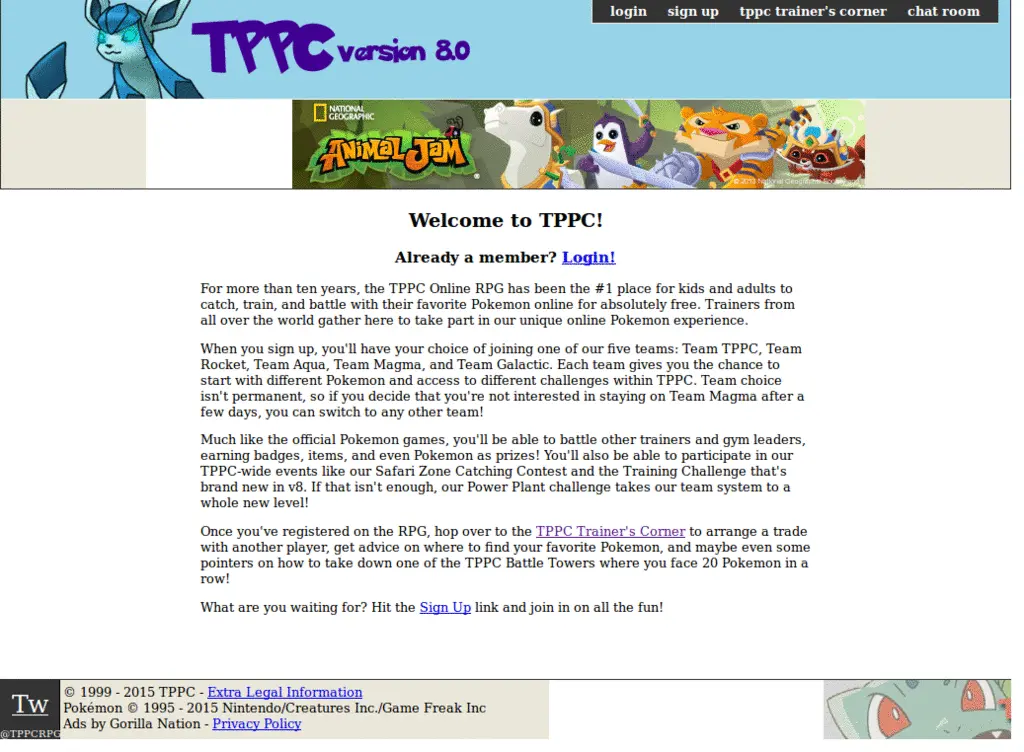 login sign up tppc trainer's corner chat room
TPPC version 8.0
NATIONAL
GEOGRAPHIC
ANIMAL JAM
Welcome to TPPC!
Already a member? Login!
For more than ten years, the TPPC Online RPG has been the #1 place for kids and adults to
catch, train, and battle with their favorite Pokemon online for absolutely free. Trainers from
all over the world gather here to take part in our unique online Pokemon experience.
When you sign up, you'll have your choice of joining one of our five teams: Team TPPC, Team
Rocket, Team Aqua, Team Magma, and Team Galactic. Each team gives you the chance to
start with different Pokemon and access to different challenges within TPPC. Team choice
isn't permanent, so if you decide that you're not interested in staying on Team Magma after a
few days, you can switch to any other team!
Much like the official Pokemon games, you'll be able to battle other trainers and gym leaders,
earning badges, items, and even Pokemon as prizes! You'll also be able to participate in our
TPPC-wide events like our Safari Zone Catching Contest and the Training Challenge that's
brand new in v8. If that isn't enough, our Power Plant challenge takes our team system to a
whole new level!
Once you've registered on the RPG, hop over to the TPPC Trainer's Corner to arrange a trade
with another player, get advice on where to find your favorite Pokemon, and maybe even some
pointers on how to take down one of the TPPC Battle Towers where you face 20 Pokemon in a
row!
What are you waiting for? Hit the Sign Up link and join in on all the fun!
Tw
@TPPCRPG
© 1999 - 2015 TPPC - Extra Legal Information
Pokémon © 1995 - 2015 Nintendo/Creatures Inc./Game Freak Inc
Ads by Gorilla Nation - Privacy Policy